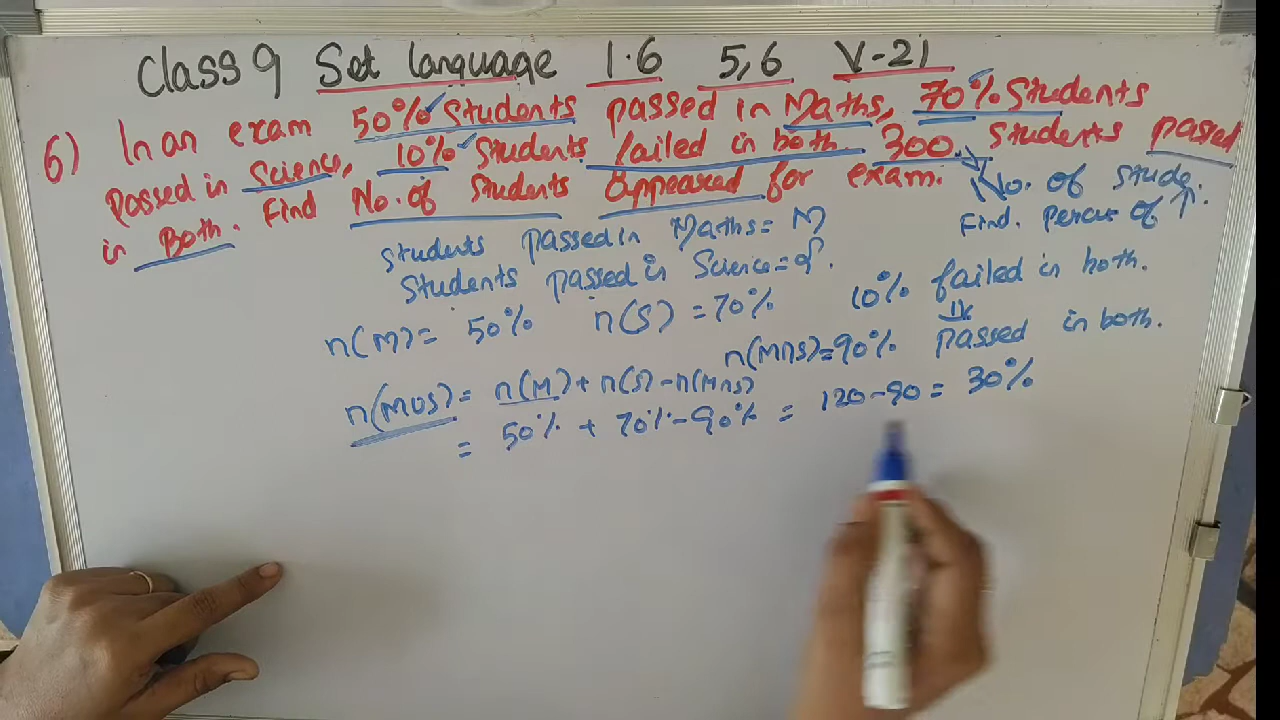 Class 9 Set language 1.6 5,6 V-21
6) In an exam 50% Students passed in Maths, 70% Students
passed in Science, 10% Students failed in both. 300 Students passed
in Both. Find No. of Students Appeared for exam.
No. of stude.
Find. Percen of ↑.
Students passed in Maths = M
Students passed in Science = S.
n(M) = 50% n(S) = 70% 10% failed in both.
n(M∩S) = 90% passed in both.
n(M∪S) = n(M) + n(S) - n(M∩S)
= 50% + 70% - 90% = 120 - 90 = 30%